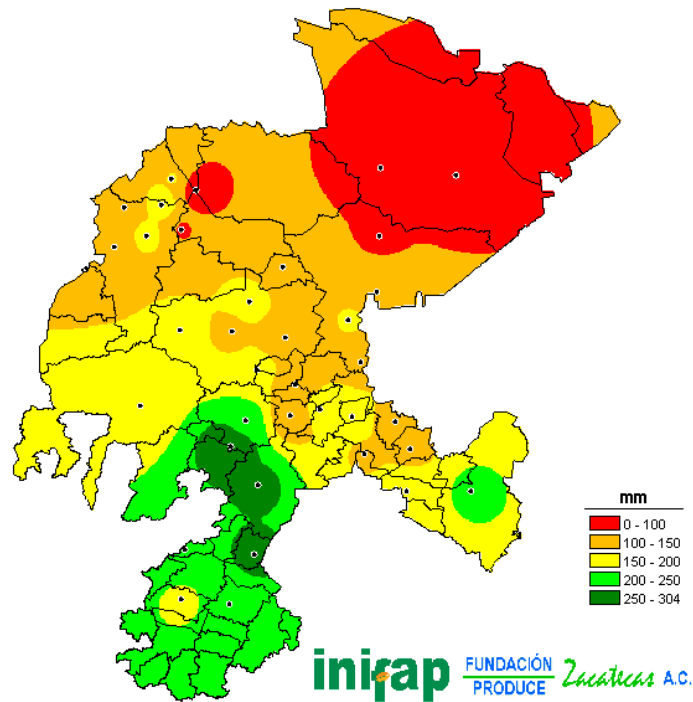 mm
0 - 100
100 - 150
150 - 200
200 - 250
250 - 304
inifap
FUNDACIÓN
PRODUCE
Zacatecas A.C.